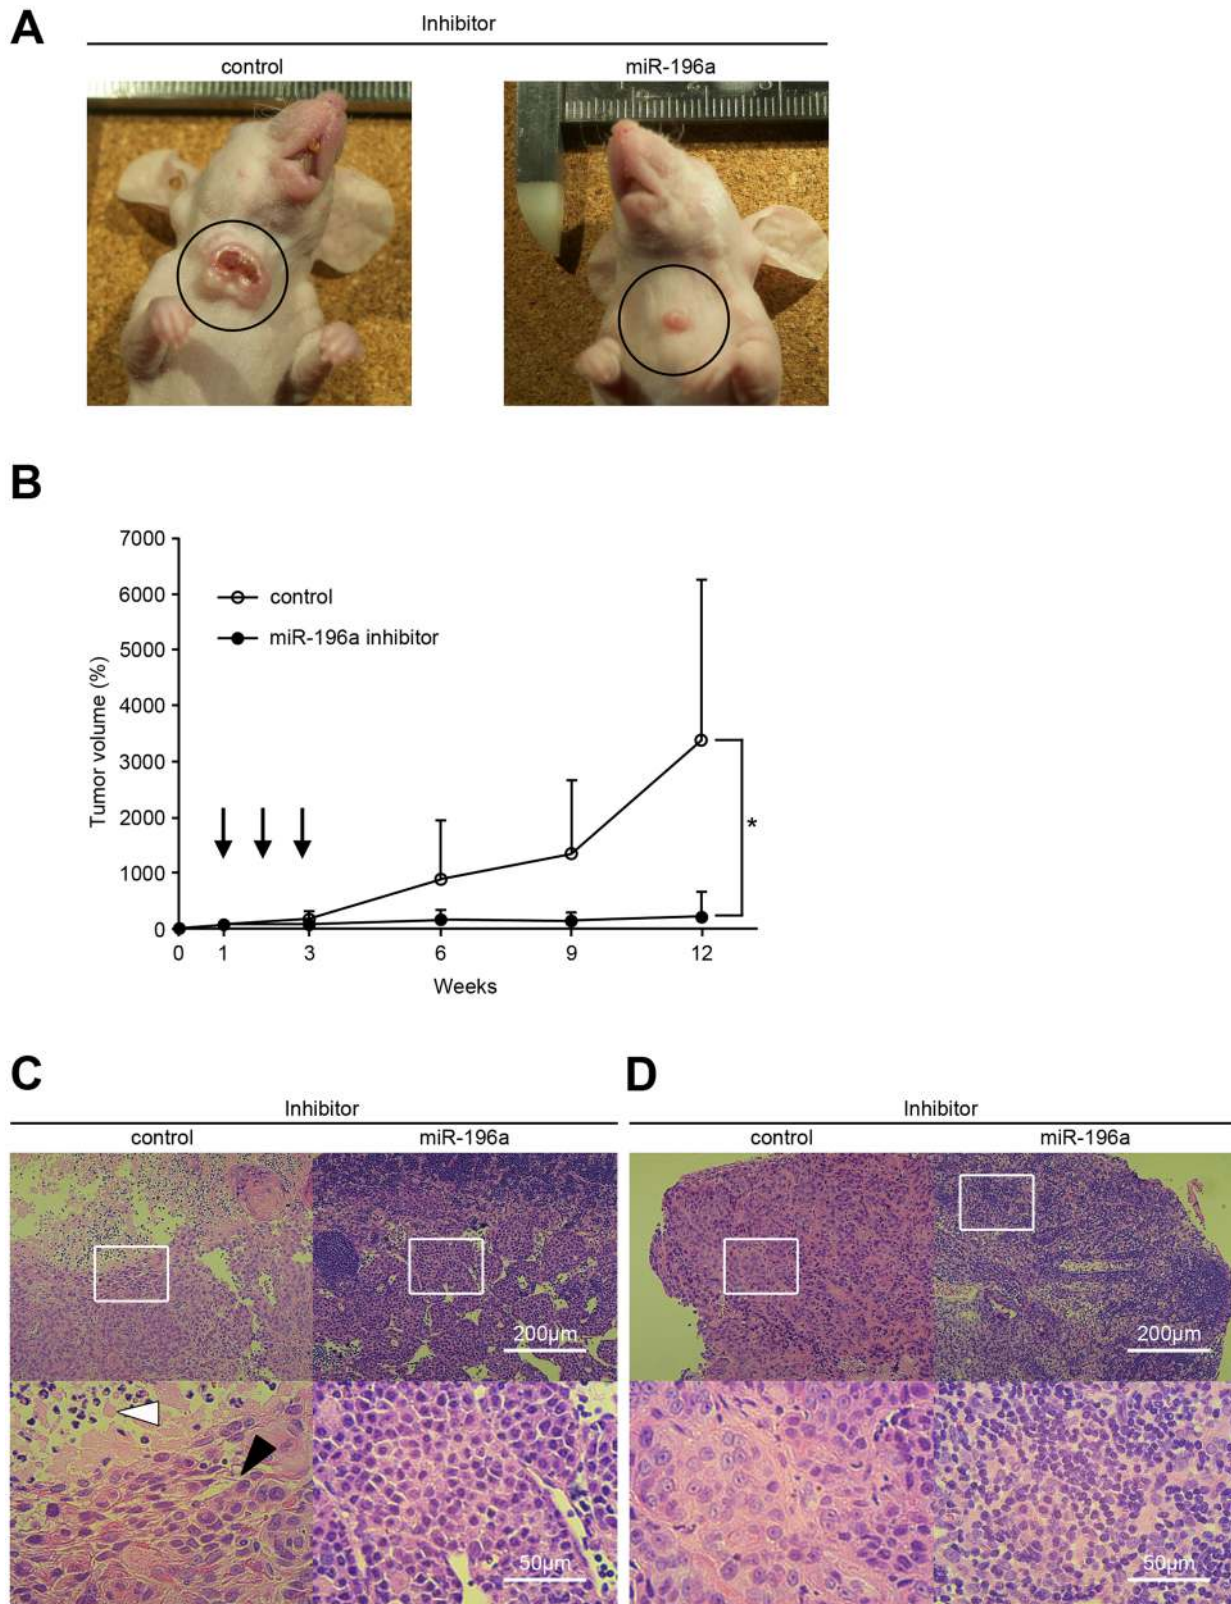 A
Inhibitor
control
miR-196a
B
7000
6000
5000
4000
3000
2000
1000
0
Tumor volume (%)
control
miR-196a inhibitor
*
0 1 3 6 9 12
Weeks
C
Inhibitor
control
miR-196a
200µm
50µm
D
Inhibitor
control
miR-196a
200µm
50µm